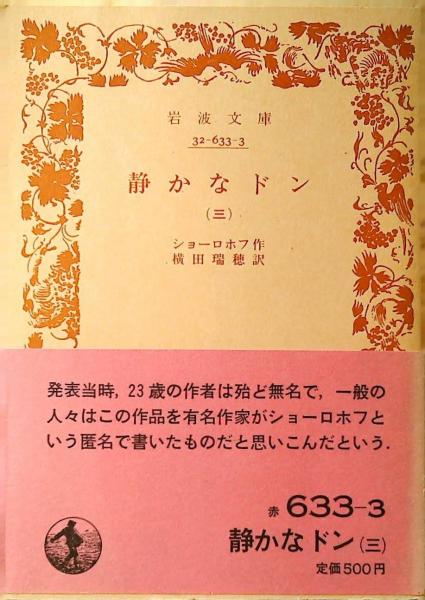 岩波文庫
32-633-3
静かなドン
(三)
ショーロホフ作
横田瑞穂訳
発表当時，23歳の作者は殆ど無名で，一般の
人々はこの作品を有名作家がショーロホフと
いう匿名で書いたものだと思いこんだという．
赤 633-3
静かなドン(三)
定価500円